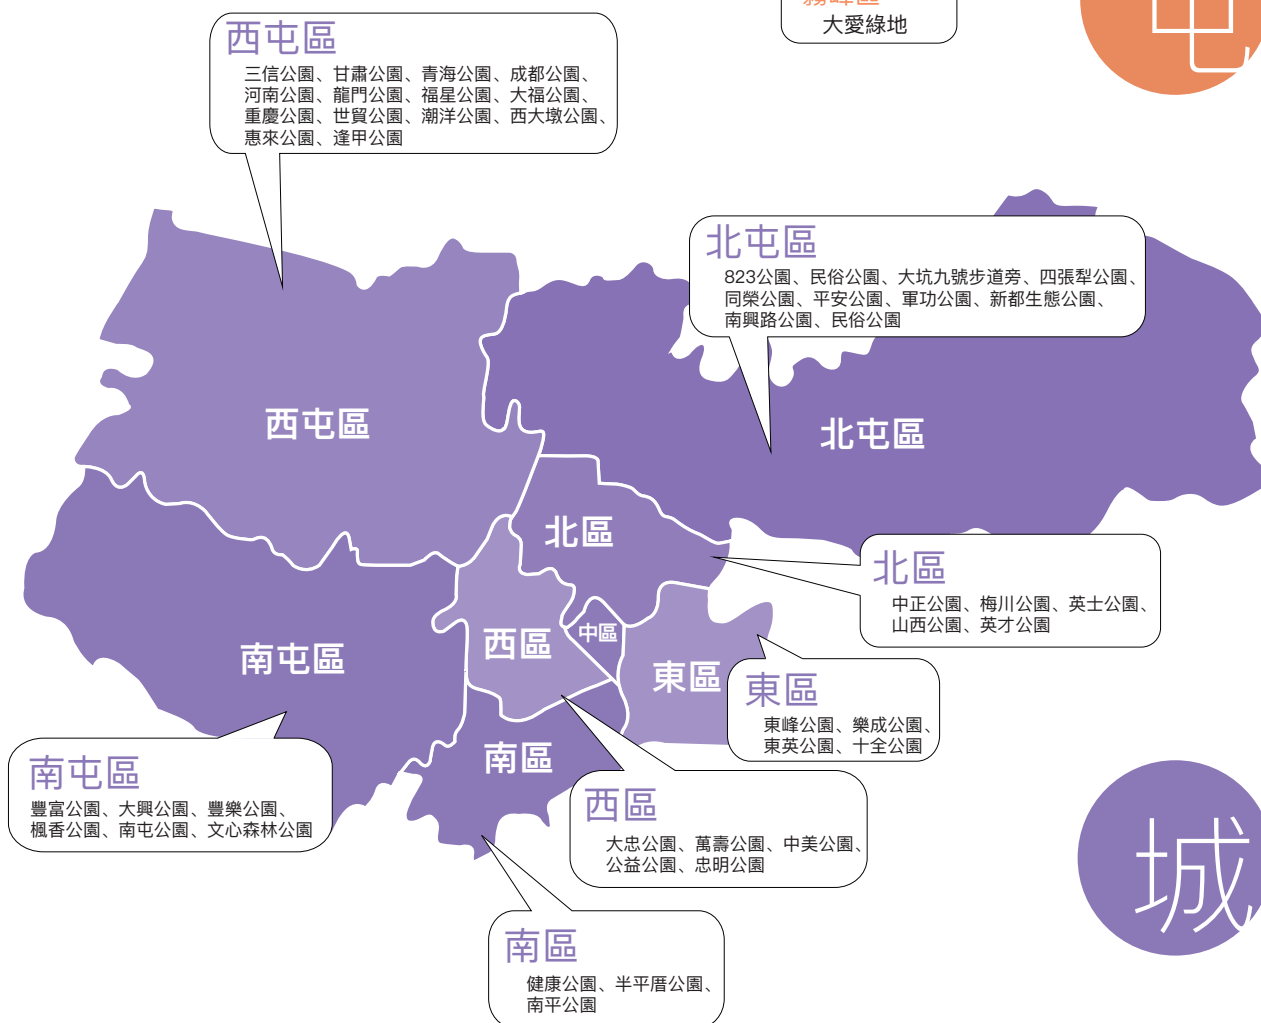 霧峰區
大愛綠地
屯
西屯區
三信公園、甘肅公園、青海公園、成都公園、
河南公園、龍門公園、福星公園、大福公園、
重慶公園、世貿公園、潮洋公園、西大墩公園、
惠來公園、逢甲公園
北屯區
823公園、民俗公園、大坑九號步道旁、四張犁公園、
同榮公園、平安公園、軍功公園、新都生態公園、
南興路公園、民俗公園
西屯區
北屯區
北區
北區
中正公園、梅川公園、英士公園、
山西公園、英才公園
中區
西區
南屯區
東區
東區
東峰公園、樂成公園、
東英公園、十全公園
南區
南屯區
豐富公園、大興公園、豐樂公園、
楓香公園、南屯公園、文心森林公園
西區
大忠公園、萬壽公園、中美公園、
公益公園、忠明公園
城
南區
健康公園、半平厝公園、
南平公園